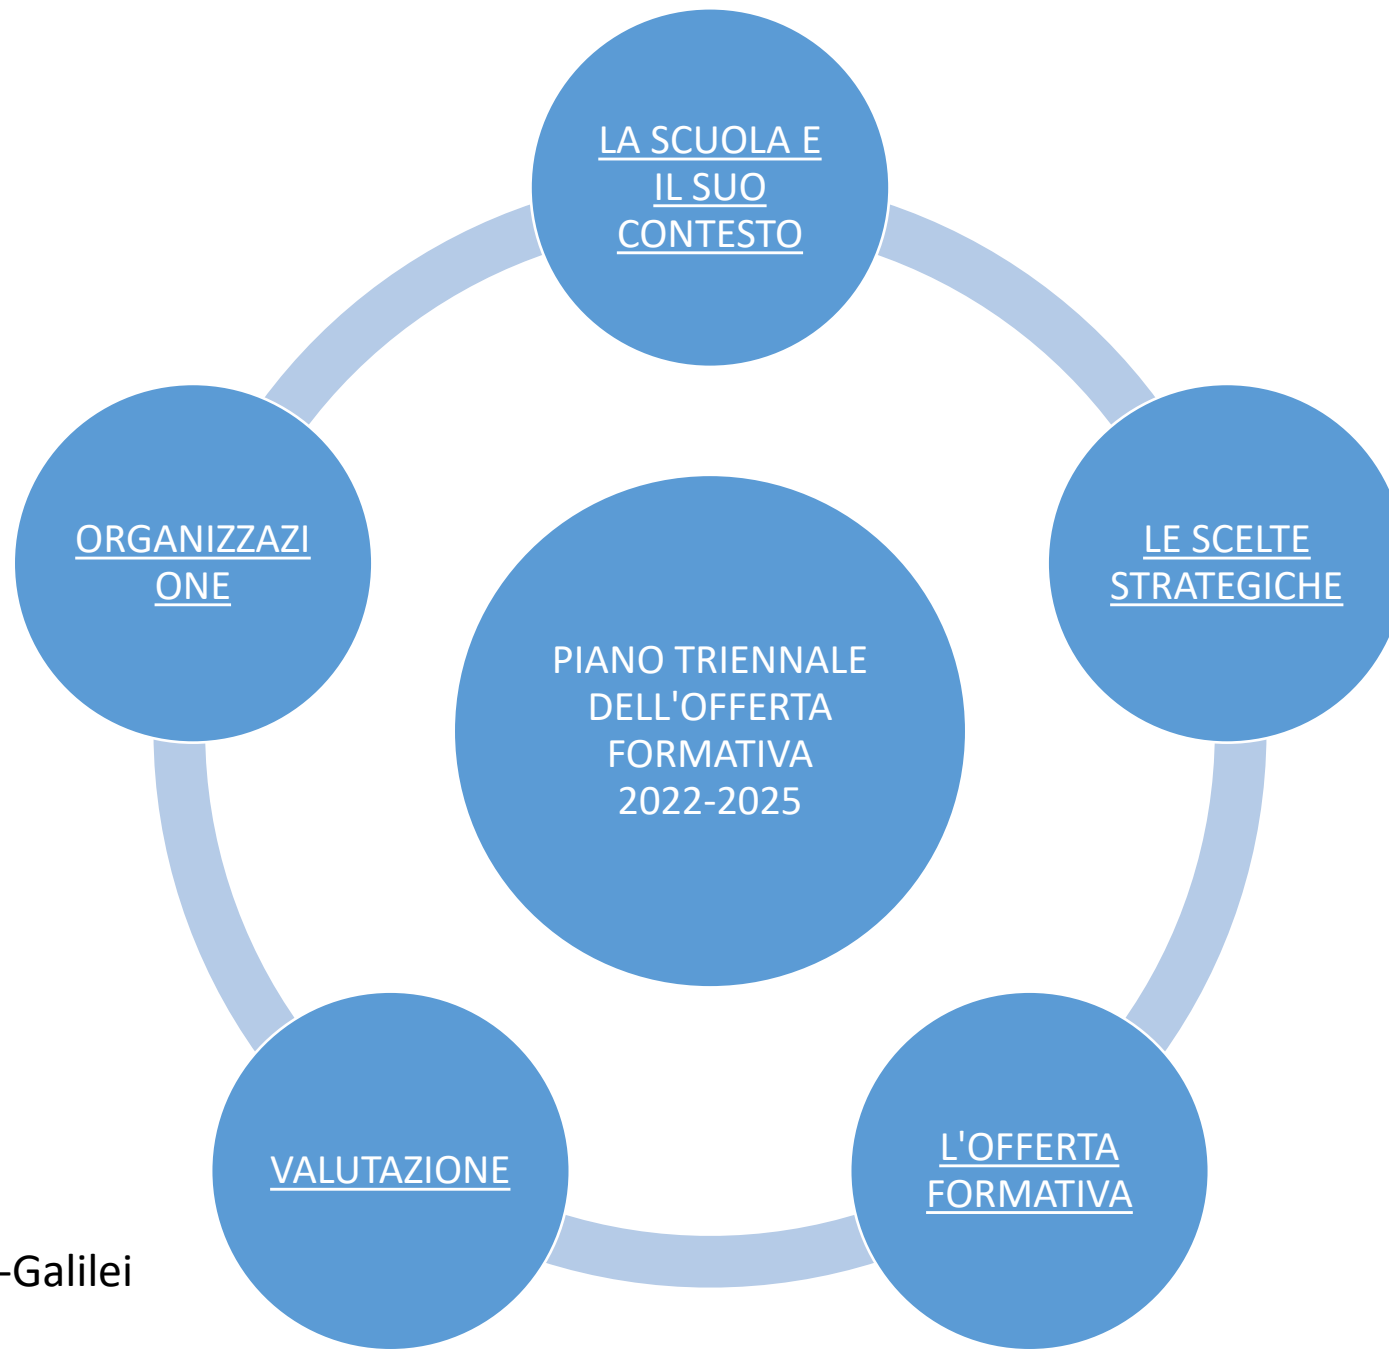 LA SCUOLA E
IL SUO
CONTESTO
LE SCELTE
STRATEGICHE
L'OFFERTA
FORMATIVA
VALUTAZIONE
ORGANIZZAZI
ONE
PIANO TRIENNALE
DELL'OFFERTA
FORMATIVA
2022-2025
-Galilei